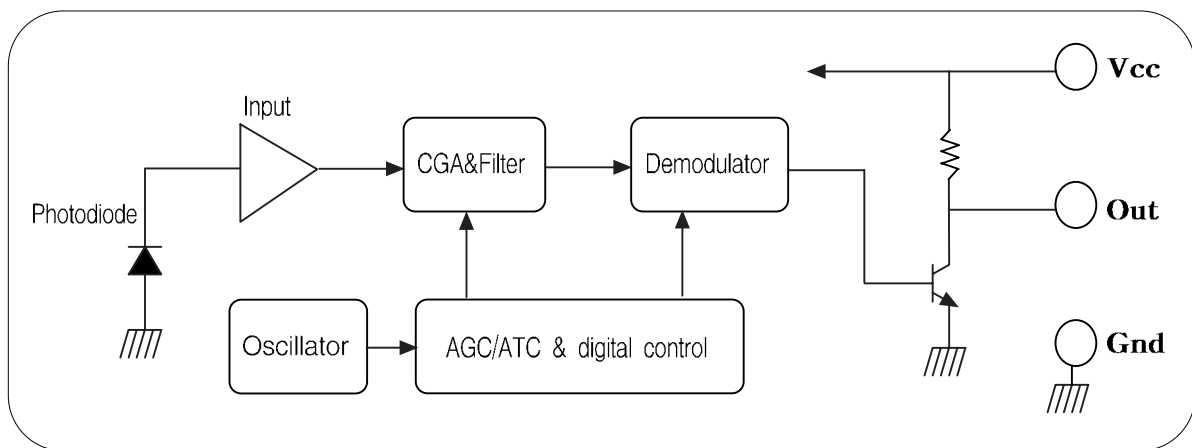 Input
Vcc
CGA&Filter
Demodulator
Photodiode
Out
Oscillator
AGC/ATC & digital control
Gnd